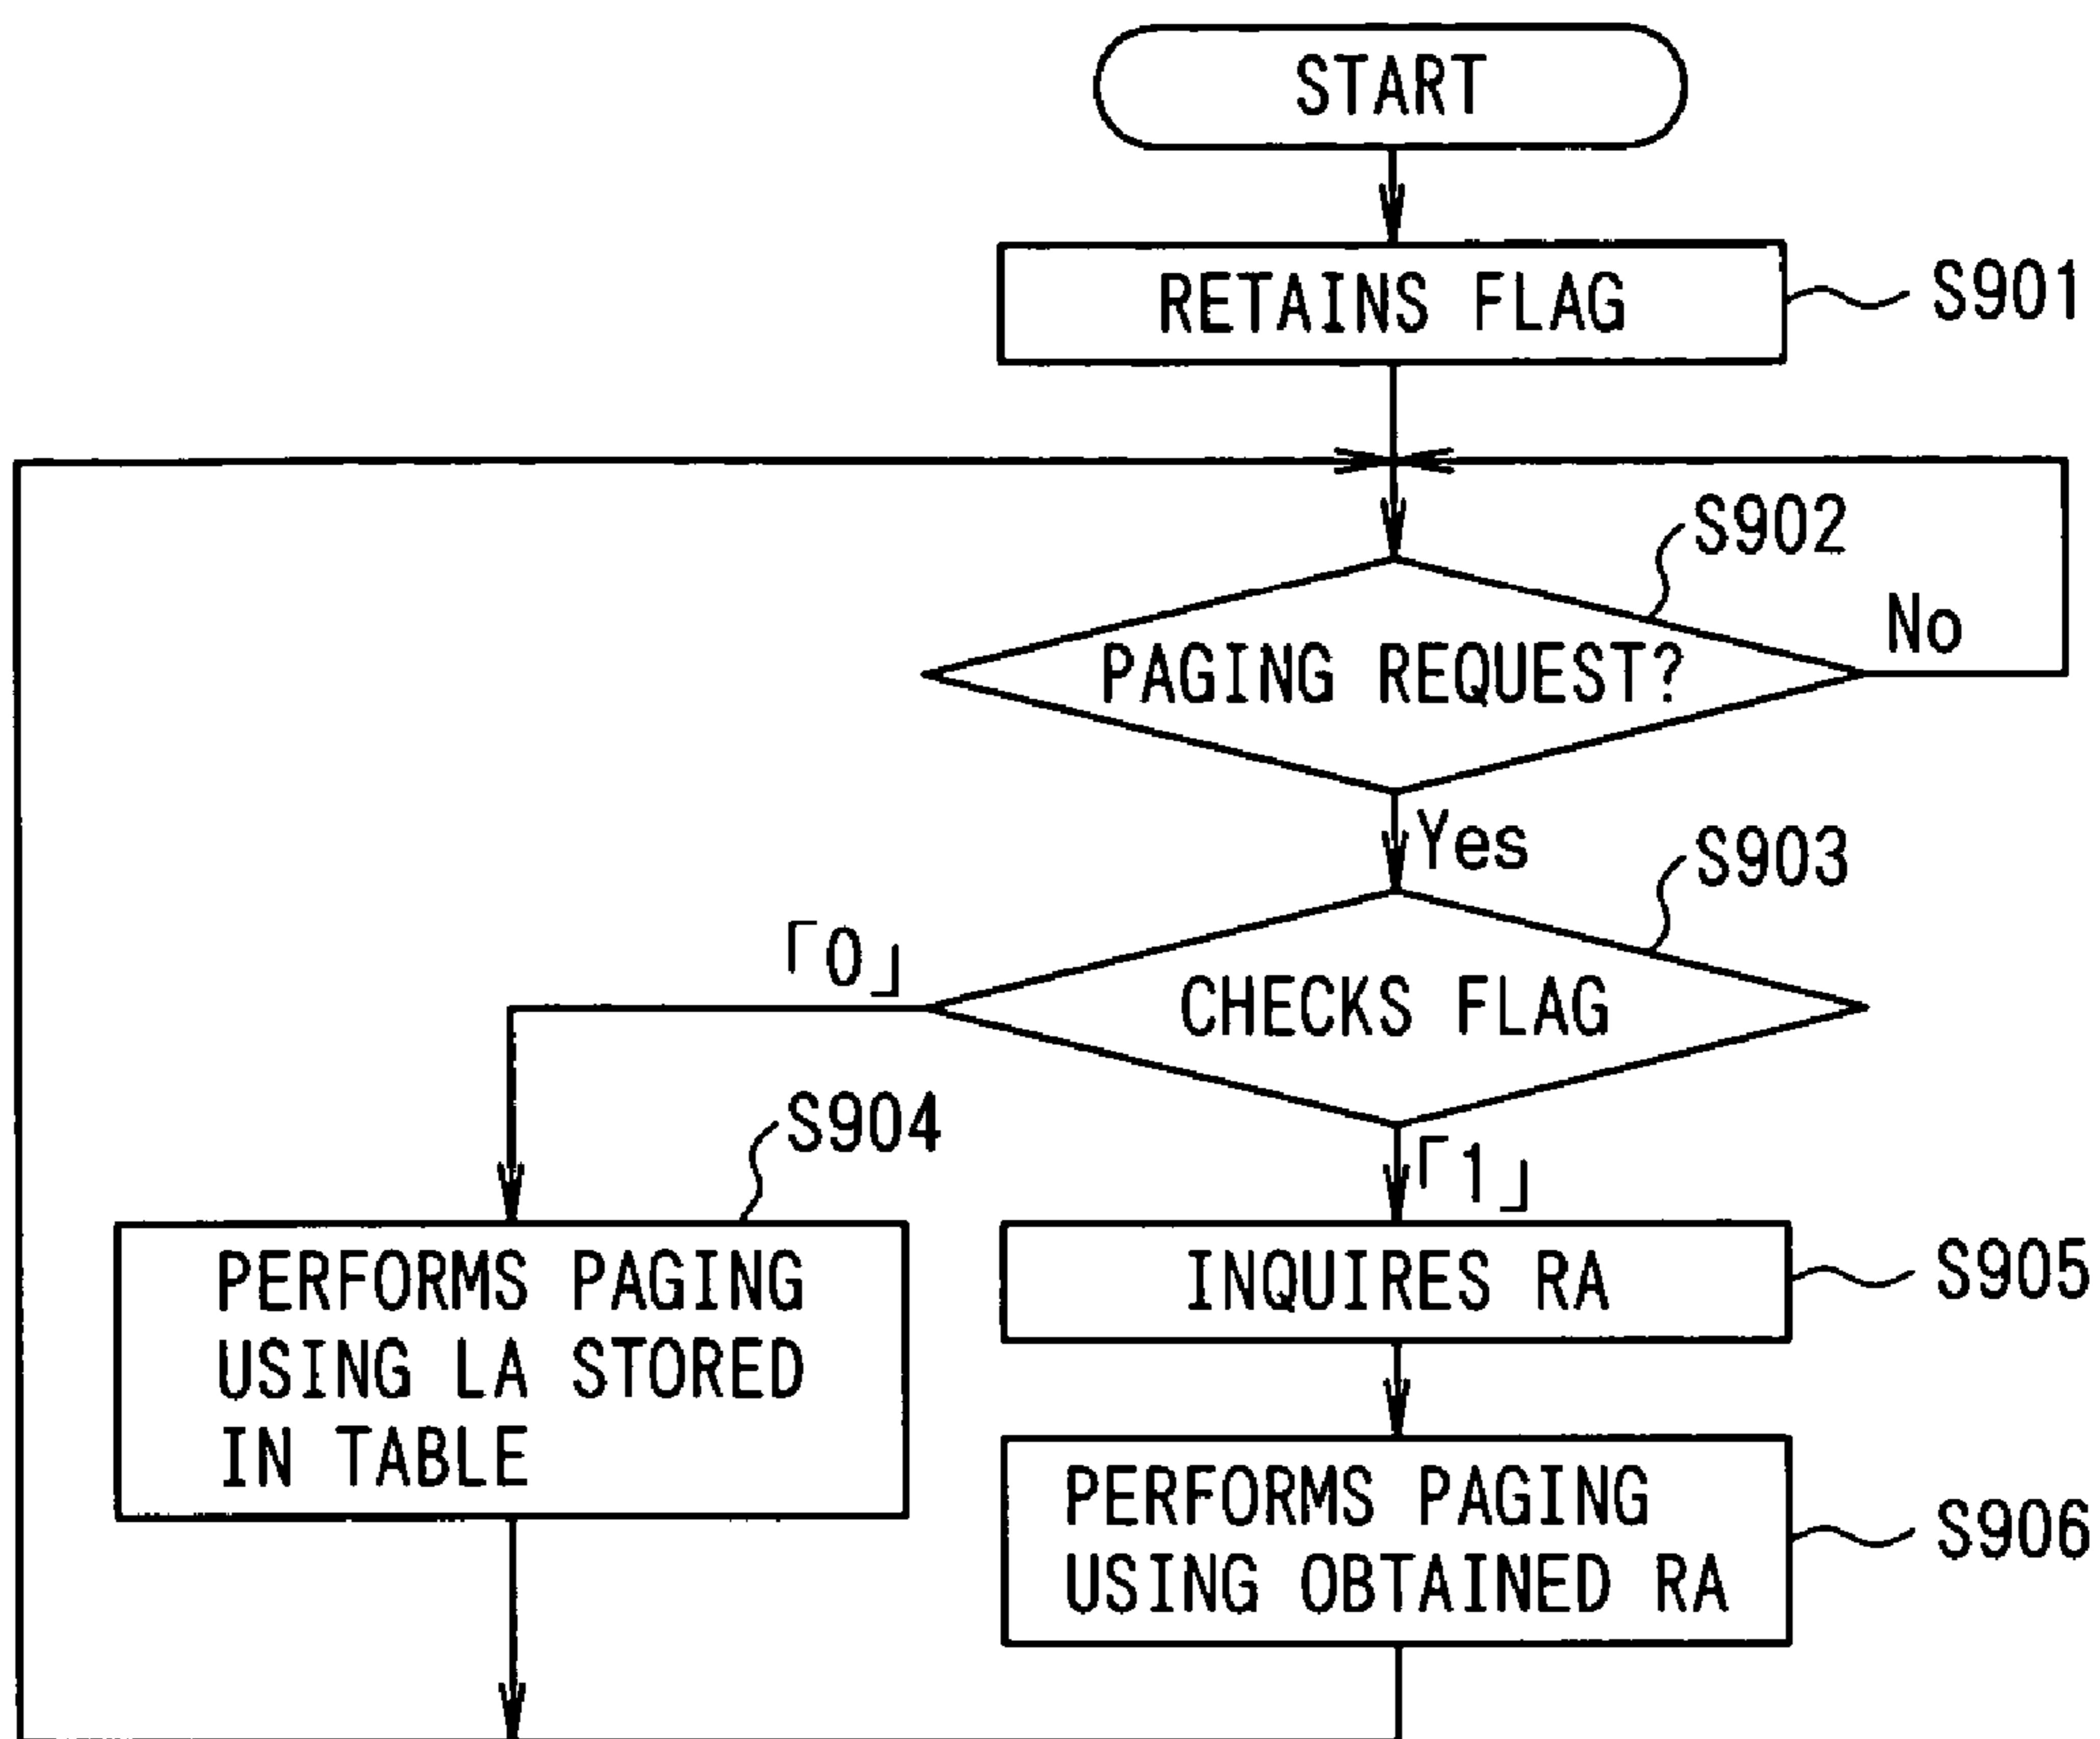 START
RETAINS FLAG
S901
S902
No
PAGING REQUEST?
Yes
S903
「0」
CHECKS FLAG
S904
「1」
PERFORMS PAGING
USING LA STORED
IN TABLE
INQUIRES RA
S905
PERFORMS PAGING
USING OBTAINED RA
S906